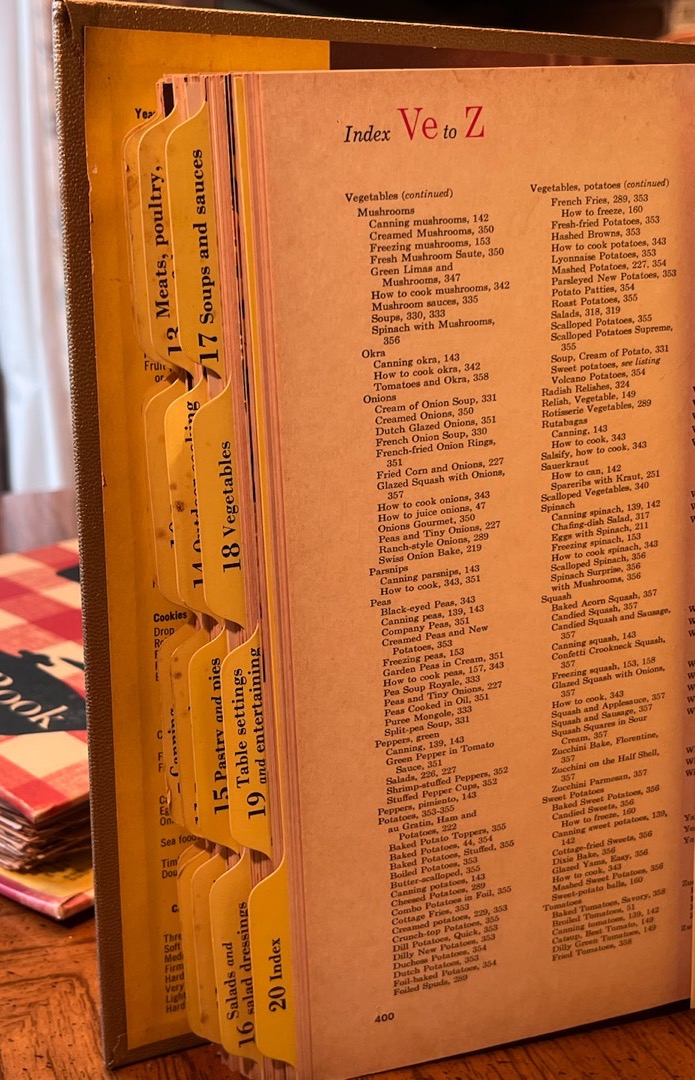 Index Ve to Z
Vegetables (continued)
Mushrooms
Canning mushrooms, 142
Creamed Mushrooms, 350
Freezing mushrooms, 153
Fresh Mushroom Saute, 350
Green Limas and
Mushrooms, 347
How to cook mushrooms, 342
Mushroom sauces, 335
Soups, 330, 333
Spinach with Mushrooms,
356
Okra
Canning okra, 143
How to cook okra, 342
Tomatoes and Okra, 358
Onions
Cream of Onion Soup, 331
Creamed Onions, 350
Dutch Glazed Onions, 351
French Onion Soup, 330
French-fried Onion Rings,
351
Fried Corn and Onions, 227
Glazed Squash with Onions,
357
How to cook onions, 343
How to juice onions, 47
Onions Gourmet, 350
Peas and Tiny Onions, 227
Ranch-style Onions, 289
Swiss Onion Bake, 219
Parsnips
Canning parsnips, 143
How to cook, 343, 351
Peas
Black-eyed Peas, 343
Canning peas, 139, 143
Company Peas, 351
Creamed Peas and New
Potatoes, 353
Freezing peas, 153
Garden Peas in Cream, 351
How to cook peas, 157, 343
Pea Soup Royale, 333
Peas and Tiny Onions, 227
Peas Cooked in Oil, 351
Puree Mongole, 333
Split-pea Soup, 331
Peppers, green
Canning, 139, 143
Green Pepper in Tomato
Sauce, 351
Salads, 226, 227
Shrimp-stuffed Peppers, 352
Stuffed Pepper Cups, 352
Peppers, pimiento, 143
Potatoes, 353-355
au Gratin, Ham and
Potatoes, 222
Baked Potato Toppers, 355
Baked Potatoes, 44, 354
Baked Potatoes, Stuffed, 355
Boiled Potatoes, 353
Butter-scalloped, 355
Canning potatoes, 143
Cheesed Potatoes, 289
Combo Potatoes in Foil, 355
Cottage Fries, 353
Creamed potatoes, 229, 353
Crunch-top Potatoes, 355
Dill Potatoes, Quick, 353
Dilly New Potatoes, 353
Duchess Potatoes, 354
Dutch Potatoes, 353
Foil-baked Potatoes, 354
Foiled Spuds, 289
400
Vegetables, potatoes (continued)
French Fries, 289, 353
How to freeze, 160
Fresh-fried Potatoes, 353
Hashed Browns, 353
How to cook potatoes, 343
Lyonnaise Potatoes, 353
Mashed Potatoes, 227, 354
Parsleyed New Potatoes, 353
Potato Patties, 354
Roast Potatoes, 355
Salads, 318, 319
Scalloped Potatoes, 355
Scalloped Potatoes Supreme,
355
Soup, Cream of Potato, 331
Sweet potatoes, see listing
Volcano Potatoes, 354
Radish Relishes, 324
Relish, Vegetable, 149
Rotisserie Vegetables, 289
Rutabagas
Canning, 143
How to cook, 343
Salsify, how to cook, 343
Sauerkraut
How to can, 142
Spareribs with Kraut, 251
Scalloped Vegetables, 340
Spinach
Canning spinach, 139, 142
Chafing-dish Salad, 317
Eggs with Spinach, 211
Freezing spinach, 153
How to cook spinach, 343
Scalloped Spinach, 356
Spinach Surprise, 356
with Mushrooms, 356
Squash
Baked Acorn Squash, 357
Candied Squash, 357
Candied Squash and Sausage,
357
Canning squash, 143
Confetti Crookneck Squash,
357
Freezing squash, 153, 158
Glazed Squash with Onions,
357
How to cook, 343
Squash and Applesauce, 357
Squash and Sausage, 357
Squash Squares in Sour
Cream, 357
Zucchini Bake, Florentine,
357
Zucchini on the Half Shell,
357
Zucchini Parmesan, 357
Sweet Potatoes
Baked Sweet Potatoes, 356
Candied Sweets, 356
How to freeze, 160
Canning sweet potatoes, 139,
142
Cottage-fried Sweets, 356
Dixie Bake, 356
Glazed Yams, Easy, 356
How to cook, 343
Mashed Sweet Potatoes, 356
Sweet-potato balls, 160
Tomatoes
Baked Tomatoes, Savory, 358
Broiled Tomatoes, 51
Canning tomatoes, 139, 142
Catsup, Best Tomato, 149
Dilly Green Tomatoes, 149
Fried Tomatoes, 358
Meats, poultry,
17 Soups and sauces
18 Vegetables
15 Pastry and pies
19 Table settings
and entertaining
16 Salads and
salad dressings
20 Index
Cookies
Drop
Sea food
Book